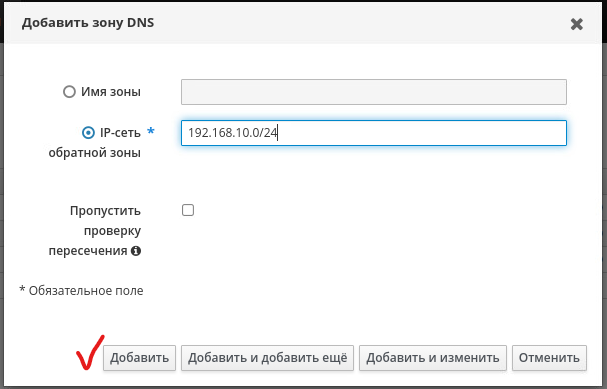 Добавить зону DNS
Имя зоны
IP-сеть * 192.168.10.0/24
обратной зоны
Пропустить
проверку
пересечения
* Обязательное поле
Добавить Добавить и добавить ещё Добавить и изменить Отменить